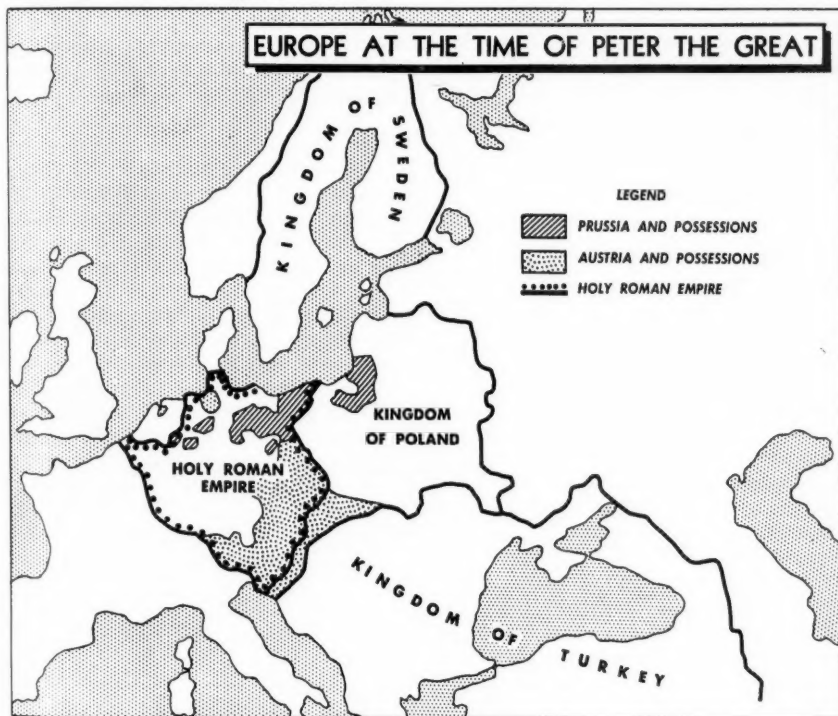 EUROPE AT THE TIME OF PETER THE GREAT
KINGDOM OF SWEDEN
LEGEND
PRUSSIA AND POSSESSIONS
AUSTRIA AND POSSESSIONS
HOLY ROMAN EMPIRE
KINGDOM
OF POLAND
HOLY ROMAN
EMPIRE
KINGDOM OF TURKEY